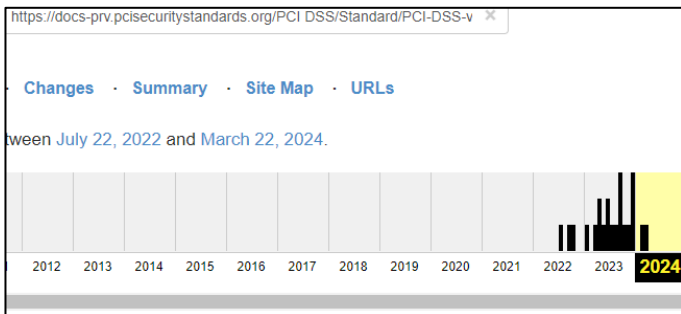 https://docs-prv.pcisecuritystandards.org/PCI DSS/Standard/PCI-DSS-v ×
· Changes · Summary · Site Map · URLs
tween July 22, 2022 and March 22, 2024.
2012 2013 2014 2015 2016 2017 2018 2019 2020 2021 2022 2023 2024